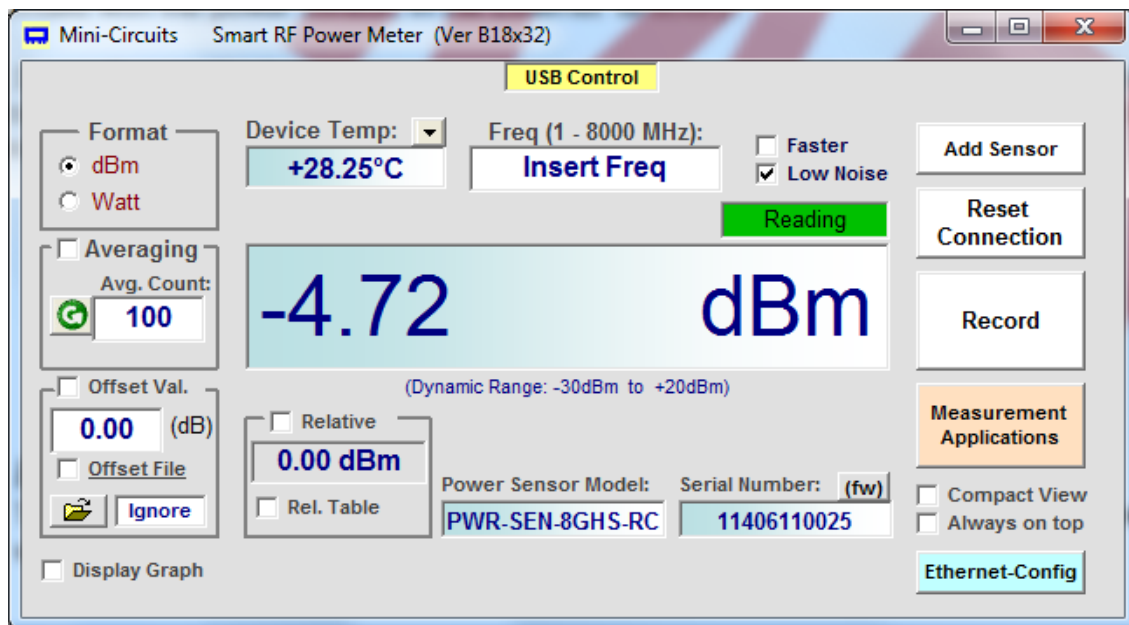 Mini-Circuits Smart RF Power Meter (Ver B18x32)
USB Control
Format
dBm
Watt
Device Temp:
+28.25°C
Freq (1 - 8000 MHz):
Insert Freq
Faster
Low Noise
Reading
Add Sensor
Reset
Connection
Averaging
Avg. Count:
100
-4.72 dBm
Record
(Dynamic Range: -30dBm to +20dBm)
Offset Val.
0.00 (dB)
Offset File
Ignore
Relative
0.00 dBm
Rel. Table
Power Sensor Model:
PWR-SEN-8GHS-RC
Serial Number: (fw)
11406110025
Measurement
Applications
Compact View
Always on top
Display Graph
Ethernet-Config